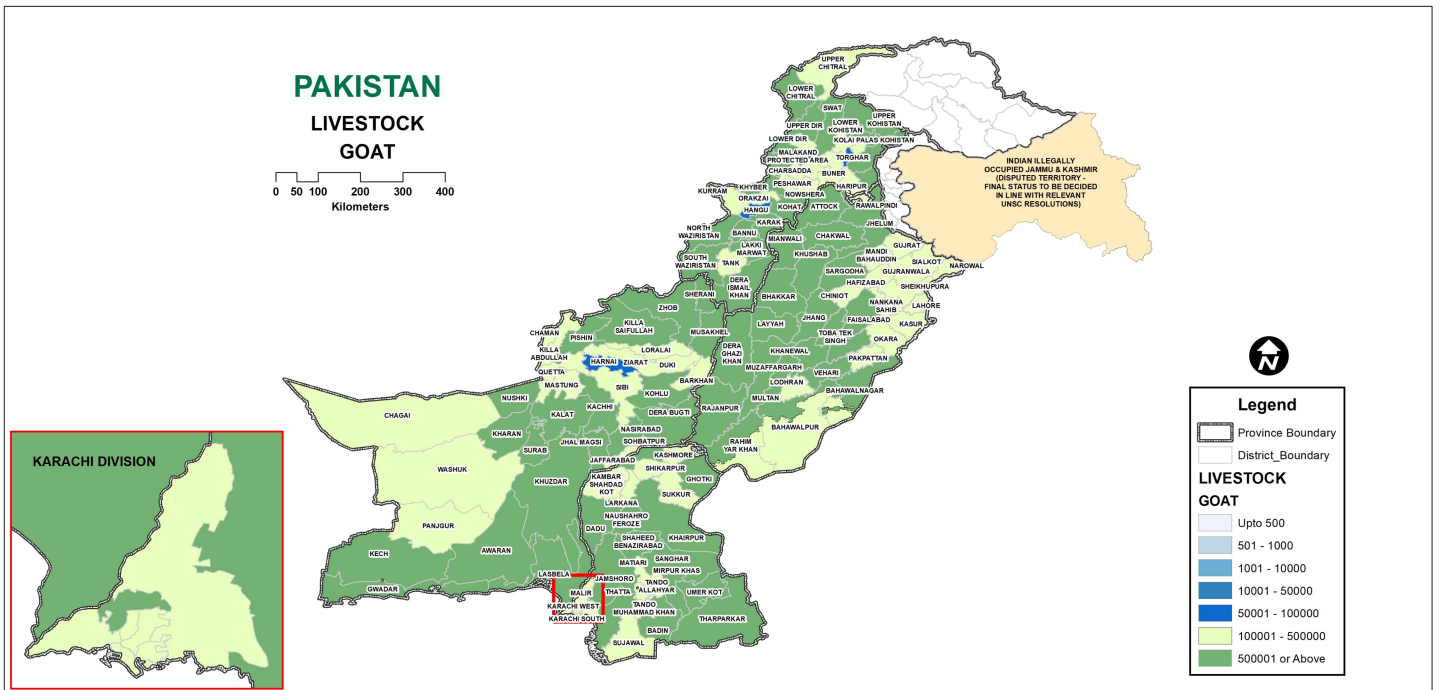 PAKISTAN
LIVESTOCK
GOAT
0 50 100 200 300 400
Kilometers
UPPER
CHITRAL
LOWER
CHITRAL
SWAT
UPPER DIR
LOWER
KOHISTAN
UPPER
KOHISTAN
LOWER DIR
KOLAI PALAS KOHISTAN
MALAKAND
PROTECTED AREA
TORGHAR
CHARSADDA
BUNER
PESHAWAR
HARIPUR
KURRAM
KHYBER
NOWSHERA
ORAKZAI
HANGU
KOHAT
ATTOCK
RAWALPINDI
KARAK
JHELUM
NORTH
WAZIRISTAN
BANNU
MIANWALI
CHAKWAL
LAKKI
MARWAT
KHUSHAB
MANDI
BAHAUDDIN
GUJRAT
SOUTH
WAZIRISTAN
TANK
SARGODHA
SIALKOT
NAROWAL
GUJRANWALA
DERA
ISMAIL
KHAN
HAFIZABAD
SHEIKHUPURA
SHERANI
BHAKKAR
CHINIOT
NANKANA
SAHIB
LAHORE
ZHOB
JHANG
FAISALABAD
KASUR
KILLA
SAIFULLAH
LAYYAH
TOBA TEK
SINGH
OKARA
CHAMAN
PISHIN
MUSAKHEL
DERA
GHAZI
KHAN
KHANEWAL
PAKPATTAN
KILLA
ABDULLAH
LORALAI
HARNAI
ZIARAT
DUKI
MUZAFFARGARH
VEHARI
QUETTA
LODHRAN
MASTUNG
SIBI
BARKHAN
BAHAWALNAGAR
KOHLU
MULTAN
NUSHKI
KACHHI
RAJANPUR
CHAGAI
KALAT
DERA BUGTI
BAHAWALPUR
KHARAN
NASIRABAD
JHAL MAGSI
SOHBATPUR
RAHIM
YAR KHAN
SURAB
JAFFARABAD
KASHMORE
WASHUK
SHIKARPUR
KHUZDAR
KAMBAR
SHAHDAD
KOT
GHOTKI
SUKKUR
LARKANA
PANJGUR
NAUSHAHRO
FEROZE
DADU
KHAIRPUR
SHAHEED
BENAZIRABAD
KECH
AWARAN
SANGHAR
MATIARI
MIRPUR KHAS
LASBELA
JAMSHORO
TANDO
ALLAHYAR
GWADAR
MALIR
THATTA
UMER KOT
KARACHI WEST
TANDO
MUHAMMAD KHAN
KARACHI SOUTH
THARPARKAR
BADIN
SUJAWAL
INDIAN ILLEGALLY
OCCUPIED JAMMU & KASHMIR
(DISPUTED TERRITORY -
FINAL STATUS TO BE DECIDED
IN LINE WITH RELEVANT
UNSC RESOLUTIONS)
KARACHI DIVISION
N
Legend
Province Boundary
District_Boundary
LIVESTOCK
GOAT
Upto 500
501 - 1000
1001 - 10000
10001 - 50000
50001 - 100000
100001 - 500000
500001 or Above